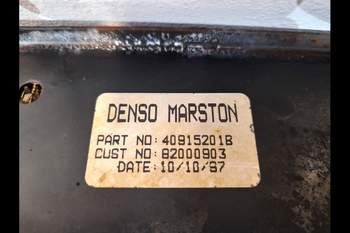 DENSO MARSTON
PART NO:40915201B
CUST NO:82000903
DATE:10/10/97